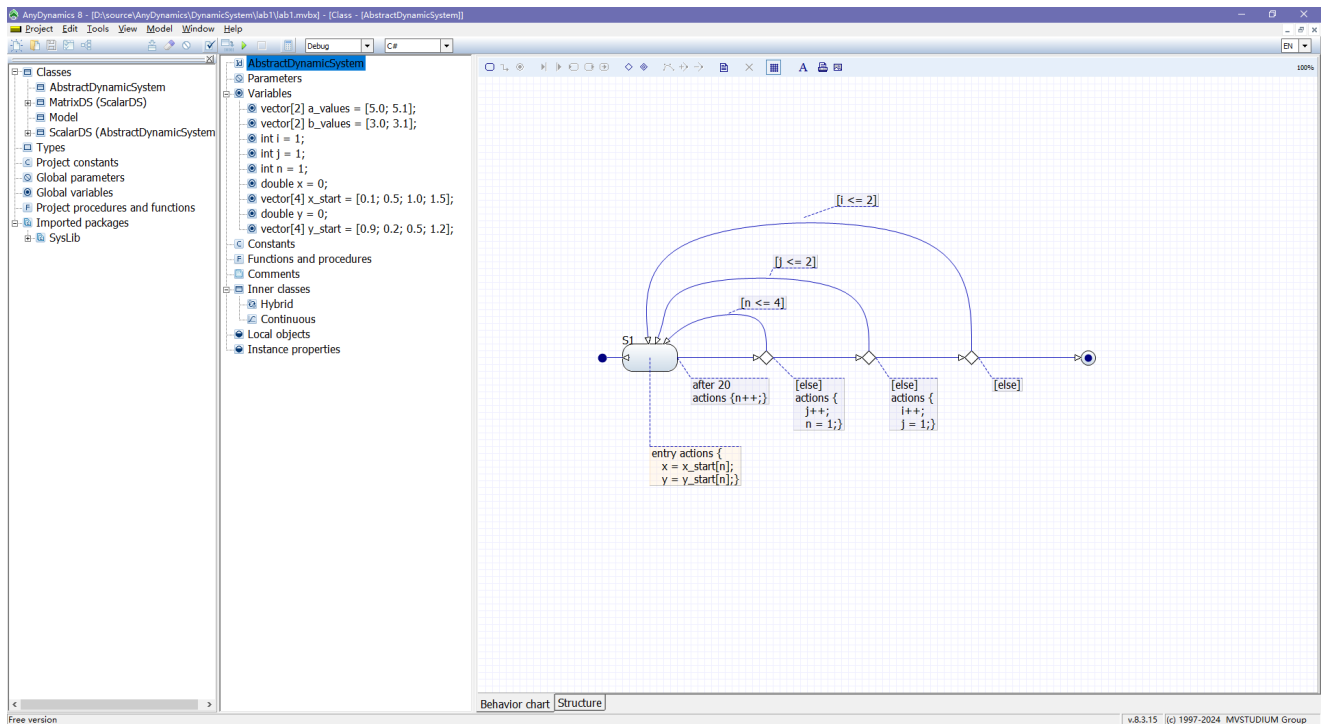 AnyDynamics 8 - [D:\source\AnyDynamics\DynamicSystem\lab1\lab1.mvbx] - [Class - [AbstractDynamicSystem]]
Project Edit Tools View Model Window Help
Debug C# EN
Classes
AbstractDynamicSystem
MatrixDS (ScalarDS)
Model
ScalarDS (AbstractDynamicSystem
Types
Project constants
Global parameters
Global variables
Project procedures and functions
Imported packages
SysLib
AbstractDynamicSystem
Parameters
Variables
vector[2] a_values = [5.0; 5.1];
vector[2] b_values = [3.0; 3.1];
int i = 1;
int j = 1;
int n = 1;
double x = 0;
vector[4] x_start = [0.1; 0.5; 1.0; 1.5];
double y = 0;
vector[4] y_start = [0.9; 0.2; 0.5; 1.2];
Constants
Functions and procedures
Comments
Inner classes
Hybrid
Continuous
Local objects
Instance properties
A
100%
[i <= 2]
[j <= 2]
[n <= 4]
S1
after 20
actions {n++;}
[else]
actions {
j++;
n = 1;}
[else]
actions {
i++;
j = 1;}
[else]
entry actions {
x = x_start[n];
y = y_start[n];}
Behavior chart Structure
Free version
v.8.3.15 (c) 1997-2024 MVSTUDIUM Group